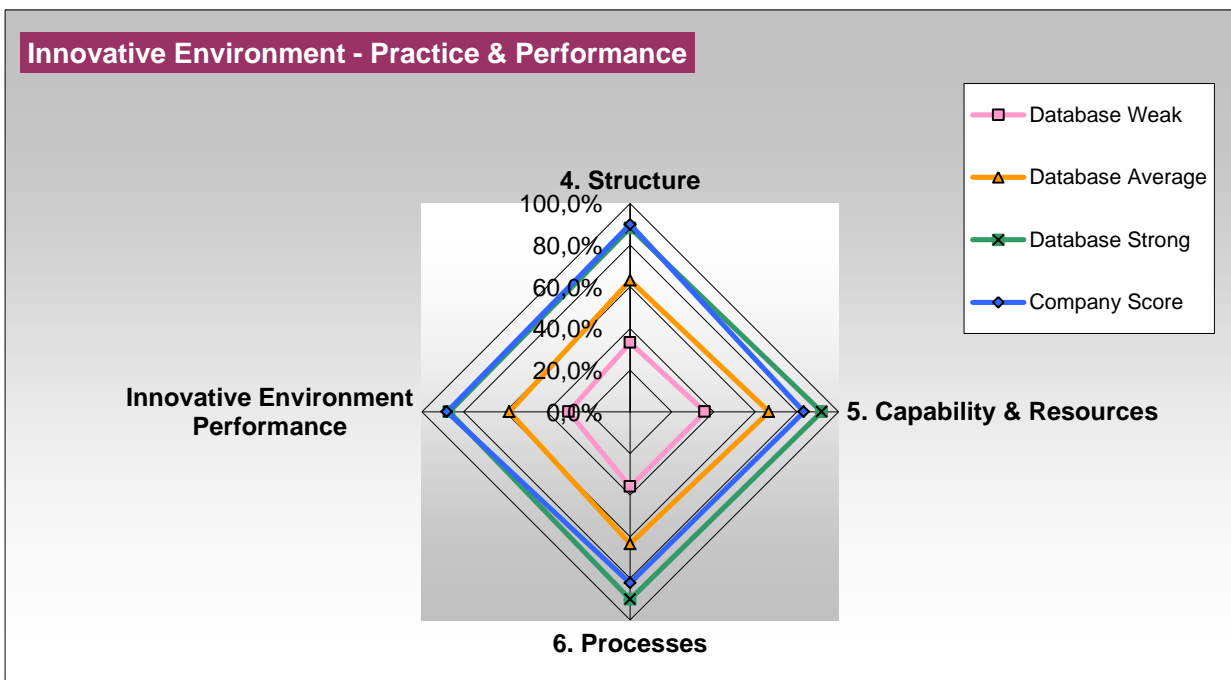 Innovative Environment - Practice & Performance
Database Weak
Database Average
Database Strong
Company Score
4. Structure
100,0%
80,0%
60,0%
40,0%
20,0%
0,0%
Innovative Environment
Performance
5. Capability & Resources
6. Processes